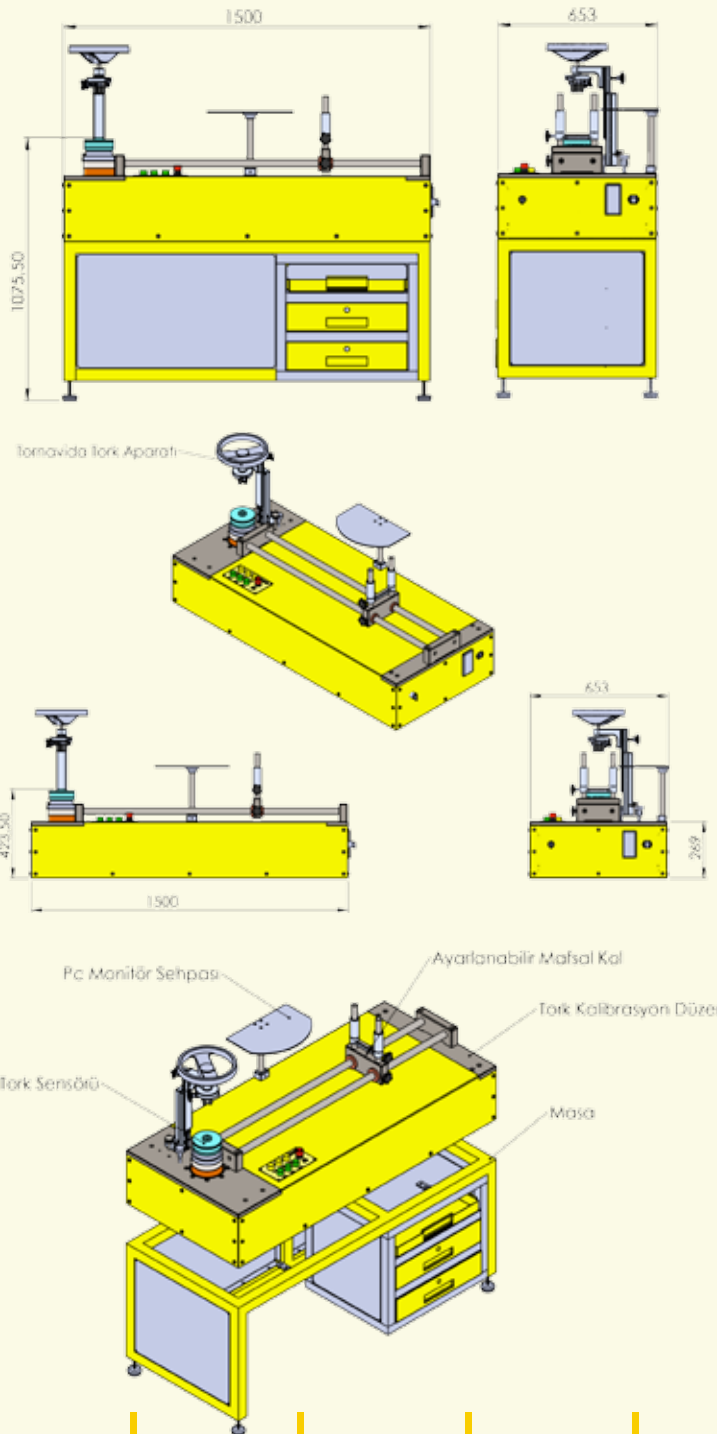 1500
653
1075.50
Tornavida Tork Aparatı
653
423.50
269
1500
Pc Monitör Sehpası
Ayarlanabilir Mafsal Kol
Tork Kalibrasyon
Tork Sensörü
Masa